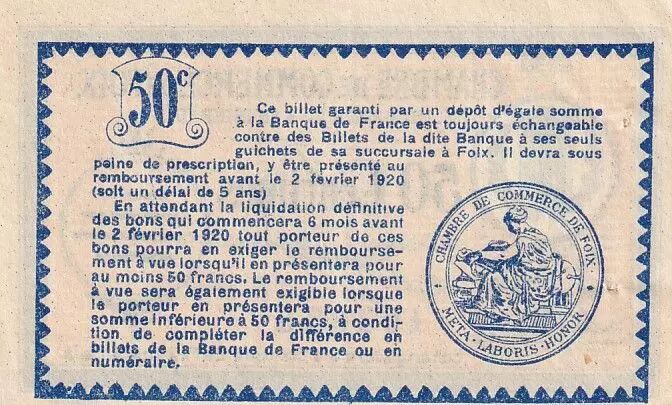 50c
Ce billet garanti par un dépôt d'égale somme
à la Banque de France est toujours échangeable
contre des Billets de la dite Banque à ses seuls
guichets de sa succursale à Foix. Il devra sous
peine de prescription, y être présenté au
remboursement avant le 2 février 1920
(soit un délai de 5 ans)
En attendant la liquidation définitive
des bons qui commencera 6 mois avant
le 2 février 1920 tout porteur de ces
bons pourra en exiger le rembourse-
ment à vue lorsqu'il en présentera pour
au moins 50 francs. Le remboursement
à vue sera également exigible lorsque
le porteur en présentera pour une
somme inférieure à 50 francs, à condi-
tion de compléter la différence en
billets de la Banque de France ou en
numéraire.
CHAMBRE DE COMMERCE DE FOIX
META·LABORIS·HONOR